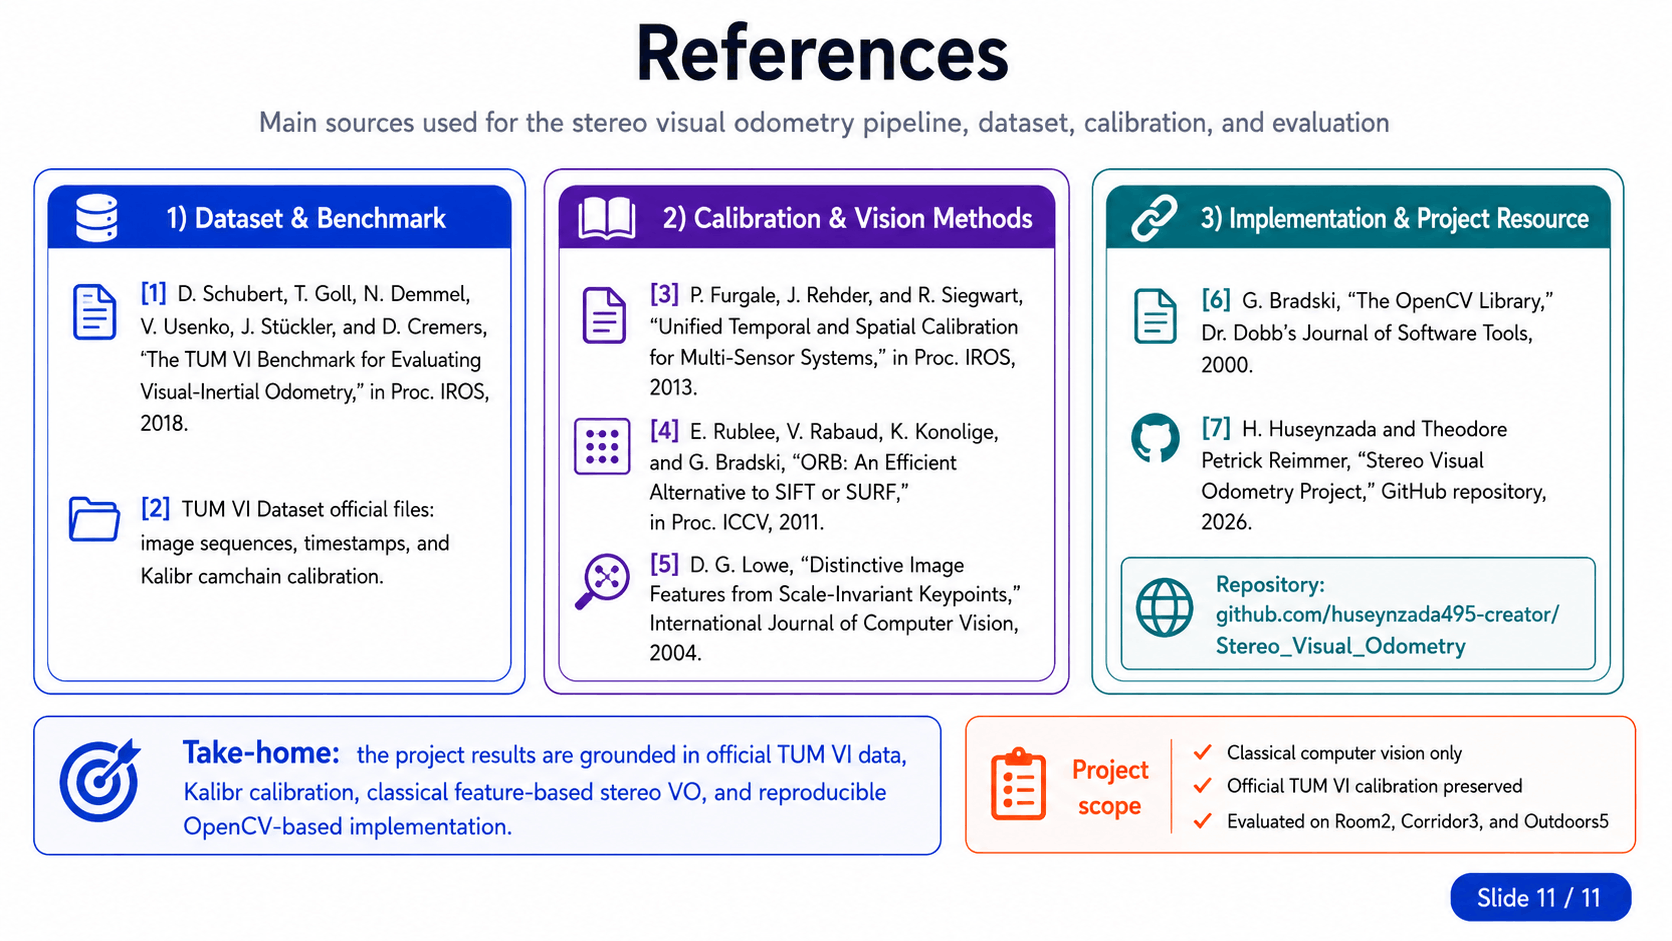 References
Main sources used for the stereo visual odometry pipeline, dataset, calibration, and evaluation
1) Dataset & Benchmark
[1] D. Schubert, T. Goll, N. Demmel,
V. Usenko, J. Stückler, and D. Cremers,
“The TUM VI Benchmark for Evaluating
Visual-Inertial Odometry,” in Proc. IROS,
2018.
[2] TUM VI Dataset official files:
image sequences, timestamps, and
Kalibr camchain calibration.
2) Calibration & Vision Methods
[3] P. Furgale, J. Rehder, and R. Siegwart,
“Unified Temporal and Spatial Calibration
for Multi-Sensor Systems,” in Proc. IROS,
2013.
[4] E. Rublee, V. Rabaud, K. Konolige,
and G. Bradski, “ORB: An Efficient
Alternative to SIFT or SURF,”
in Proc. ICCV, 2011.
[5] D. G. Lowe, “Distinctive Image
Features from Scale-Invariant Keypoints,”
International Journal of Computer Vision,
2004.
3) Implementation & Project Resource
[6] G. Bradski, “The OpenCV Library,”
Dr. Dobb’s Journal of Software Tools,
2000.
[7] H. Huseynzada and Theodore
Petrick Reimmer, “Stereo Visual
Odometry Project,” GitHub repository,
2026.
Repository:
github.com/huseynzada495-creator/
Stereo_Visual_Odometry
Take-home: the project results are grounded in official TUM VI data,
Kalibr calibration, classical feature-based stereo VO, and reproducible
OpenCV-based implementation.
Project
scope
Classical computer vision only
Official TUM VI calibration preserved
Evaluated on Room2, Corridor3, and Outdoors5
Slide 11 / 11